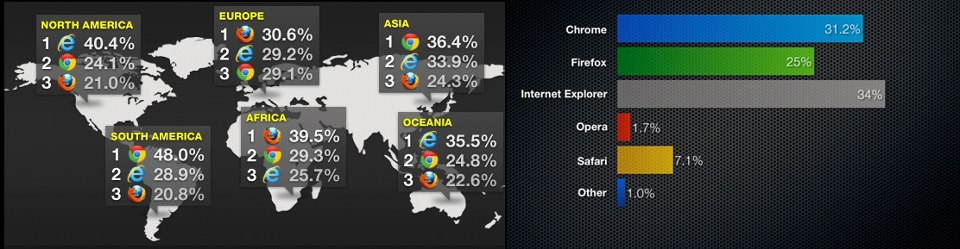 NORTH AMERICA
1 40.4%
2 24.1%
3 21.0%
EUROPE
1 30.6%
2 29.2%
3 29.1%
ASIA
1 36.4%
2 33.9%
3 24.3%
SOUTH AMERICA
1 48.0%
2 28.9%
3 20.8%
AFRICA
1 39.5%
2 29.3%
3 25.7%
OCEANIA
1 35.5%
2 24.8%
3 22.6%
Chrome 31.2%
Firefox 25%
Internet Explorer 34%
Opera 1.7%
Safari 7.1%
Other 1.0%